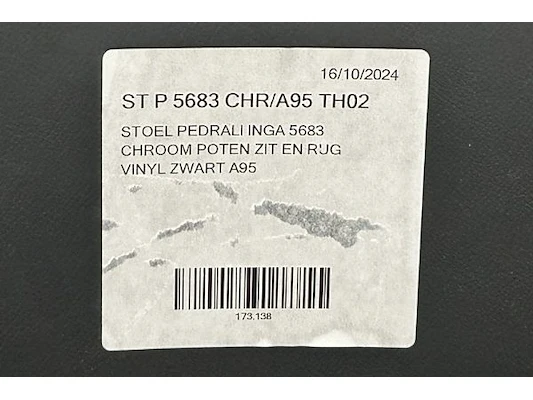 16/10/2024
ST P 5683 CHR/A95 TH02
STOEL PEDRALI INGA 5683
CHROOM POTEN ZIT EN RUG
VINYL ZWART A95
173,138